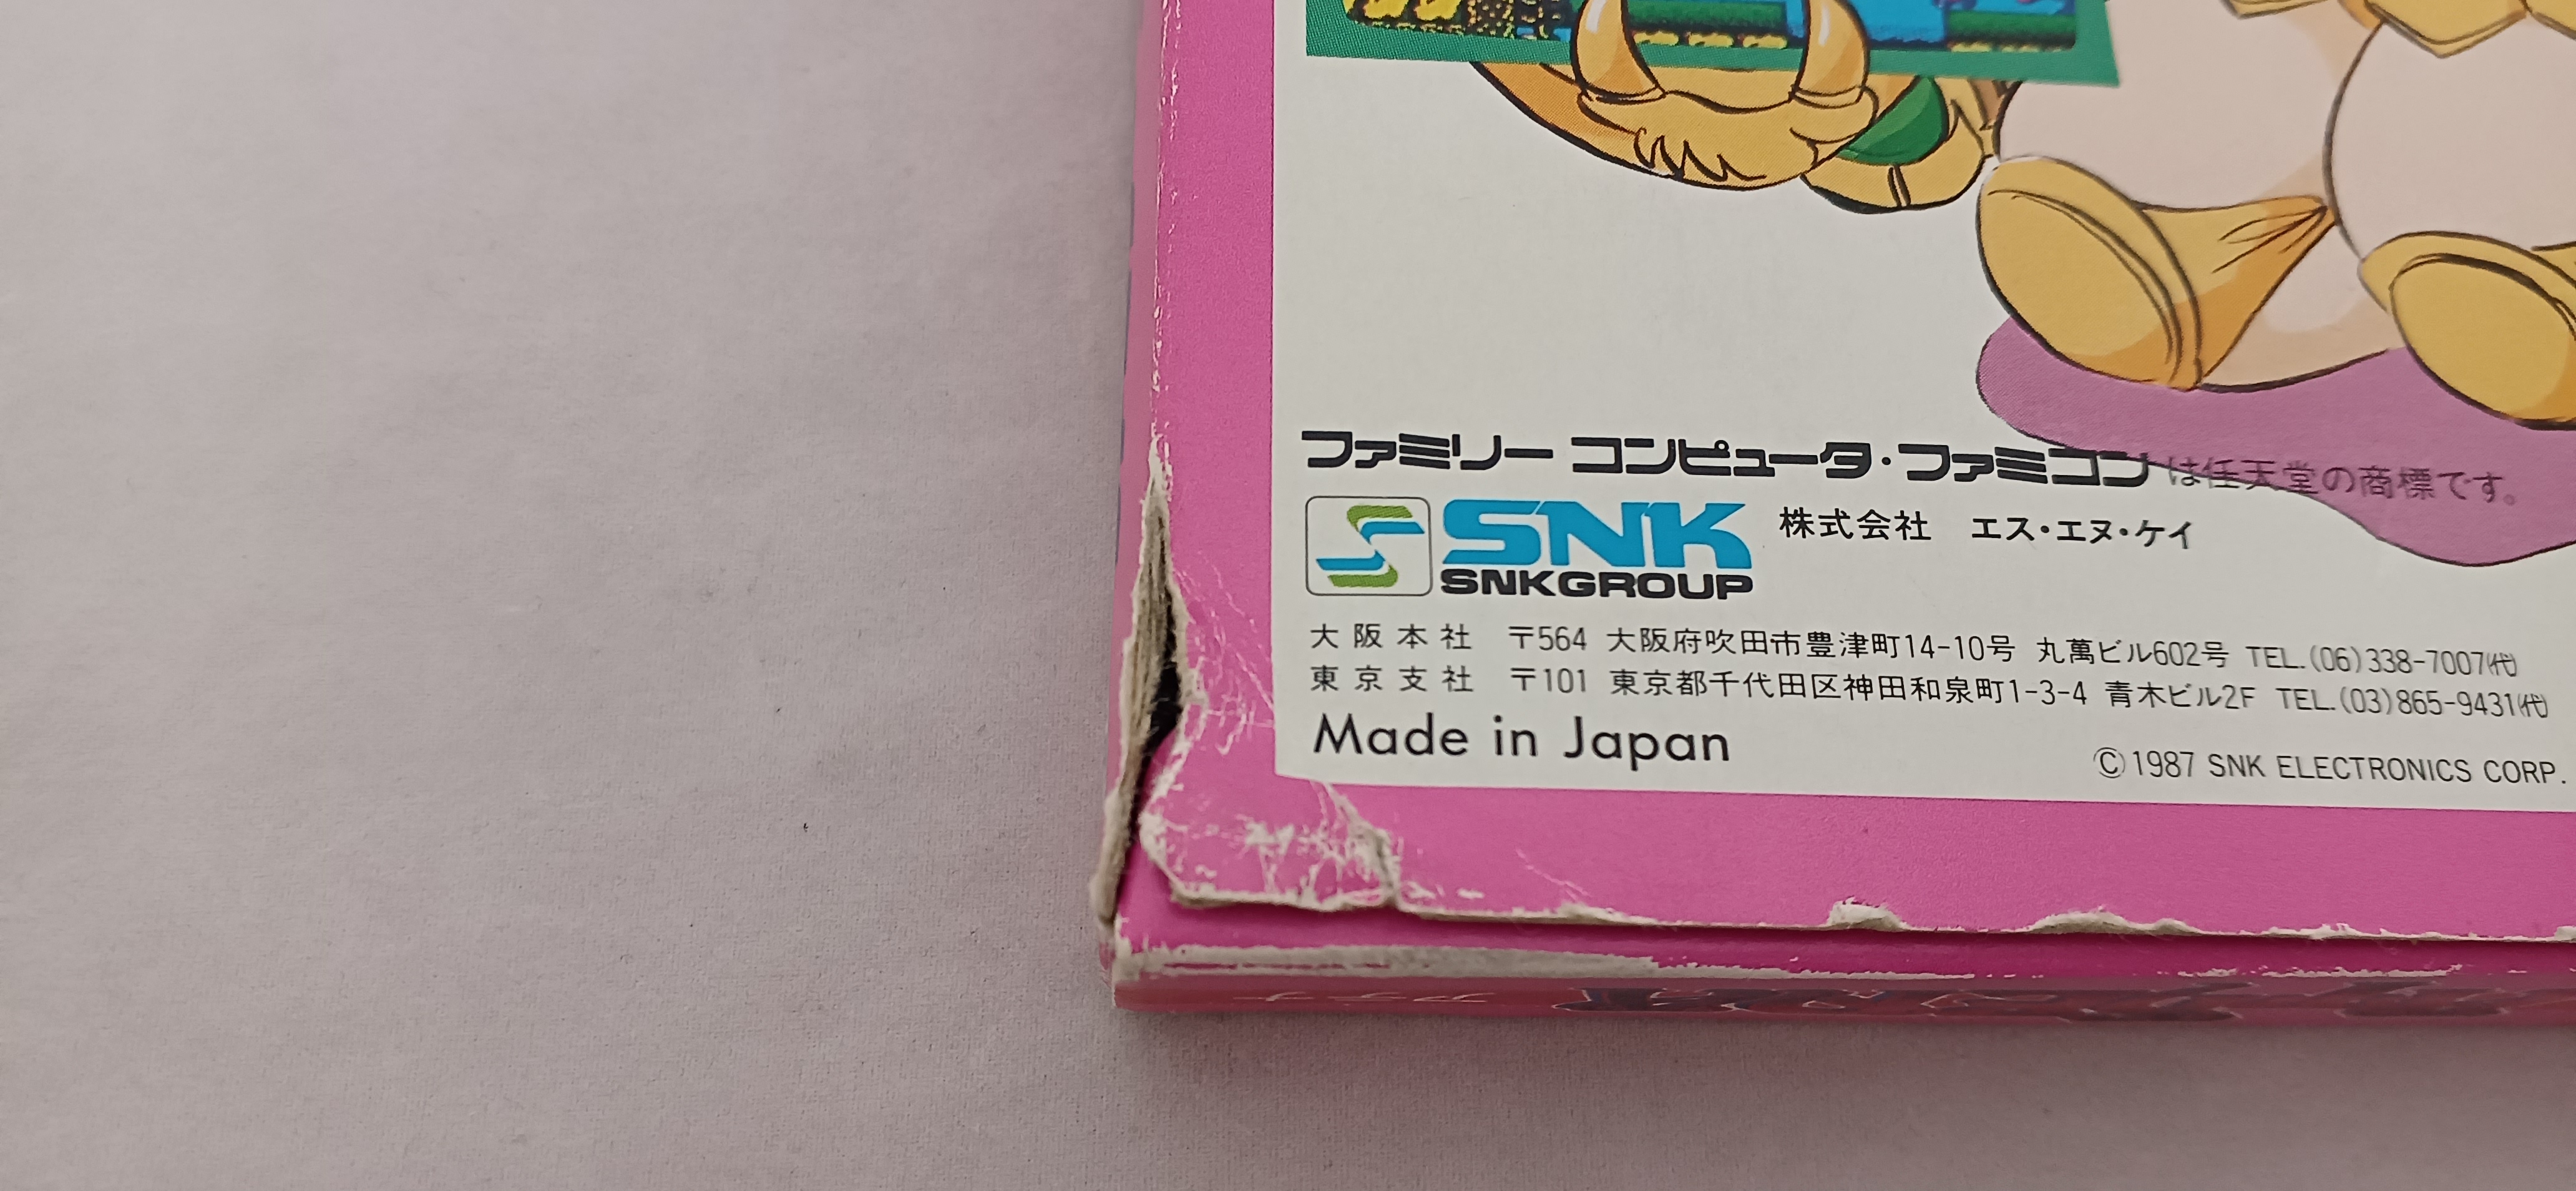 ファミリー コンピュータ・ファミコン は任天堂の商標です。
SNK 株式会社 エス・エヌ・ケイ
SNKGROUP
大阪本社 〒564 大阪府吹田市豊津町14-10号 丸萬ビル602号 TEL.(06)338-7007㈹
東京支社 〒101 東京都千代田区神田和泉町1-3-4 青木ビル2F TEL.(03)865-9431㈹
Made in Japan
©1987 SNK ELECTRONICS CORP.